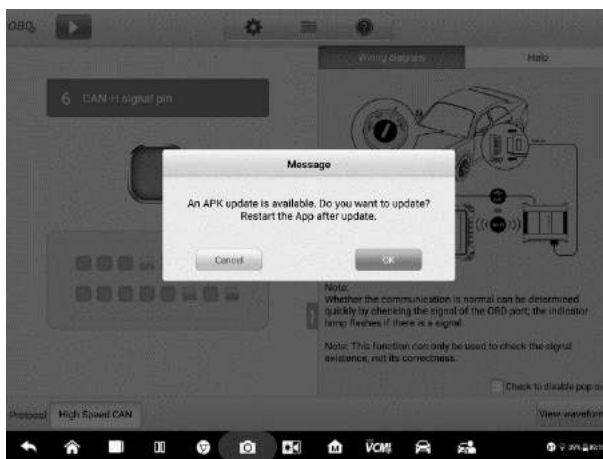 OBD
Wiring diagram
Help
6 CAN-H signal pin
Message
An APK update is available. Do you want to update?
Restart the App after update.
Cancel
OK
Note:
Whether the communication is normal can be determined
quickly by checking the signal of the OBD port; the indicator
lamp flashes if there is a signal.
Note: This function can only be used to check the signal
existence, not its correctness.
Check to disable pop-ou
Protocol
High Speed CAN
View waveform
VCMI